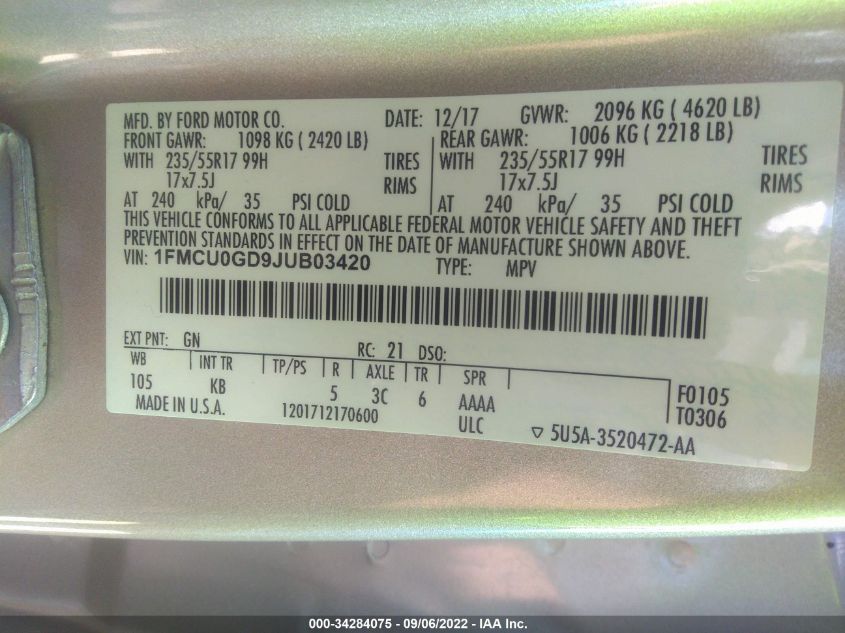 MFD. BY FORD MOTOR CO. DATE: 12/17 GVWR: 2096 KG ( 4620 LB)
FRONT GAWR: 1098 KG ( 2420 LB) REAR GAWR: 1006 KG ( 2218 LB)
WITH 235/55R17 99H TIRES WITH 235/55R17 99H TIRES
17x7.5J RIMS 17x7.5J RIMS
AT 240 kPa/ 35 PSI COLD AT 240 kPa/ 35 PSI COLD
THIS VEHICLE CONFORMS TO ALL APPLICABLE FEDERAL MOTOR VEHICLE SAFETY AND THEFT
PREVENTION STANDARDS IN EFFECT ON THE DATE OF MANUFACTURE SHOWN ABOVE.
VIN: 1FMCU0GD9JUB03420 TYPE: MPV
EXT PNT: GN RC: 21 DSO:
WB INT TR TP/PS R AXLE TR SPR
105 KB 5 3C 6 AAAA F0105
MADE IN U.S.A. 1201712170600 ULC T0306
5U5A-3520472-AA
000-34284075 - 09/06/2022 - IAA Inc.